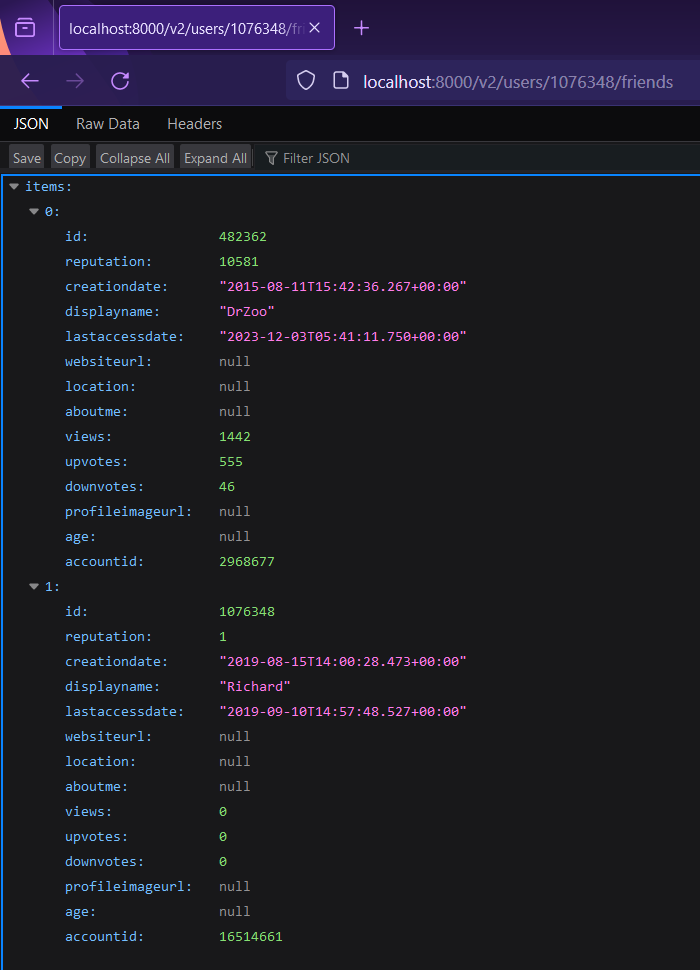 localhost:8000/v2/users/1076348/fri
localhost:8000/v2/users/1076348/friends
JSON Raw Data Headers
Save Copy Collapse All Expand All Filter JSON
items:
0:
id: 482362
reputation: 10581
creationdate: "2015-08-11T15:42:36.267+00:00"
displayname: "DrZoo"
lastaccessdate: "2023-12-03T05:41:11.750+00:00"
websiteurl: null
location: null
aboutme: null
views: 1442
upvotes: 555
downvotes: 46
profileimageurl: null
age: null
accountid: 2968677
1:
id: 1076348
reputation: 1
creationdate: "2019-08-15T14:00:28.473+00:00"
displayname: "Richard"
lastaccessdate: "2019-09-10T14:57:48.527+00:00"
websiteurl: null
location: null
aboutme: null
views: 0
upvotes: 0
downvotes: 0
profileimageurl: null
age: null
accountid: 16514661